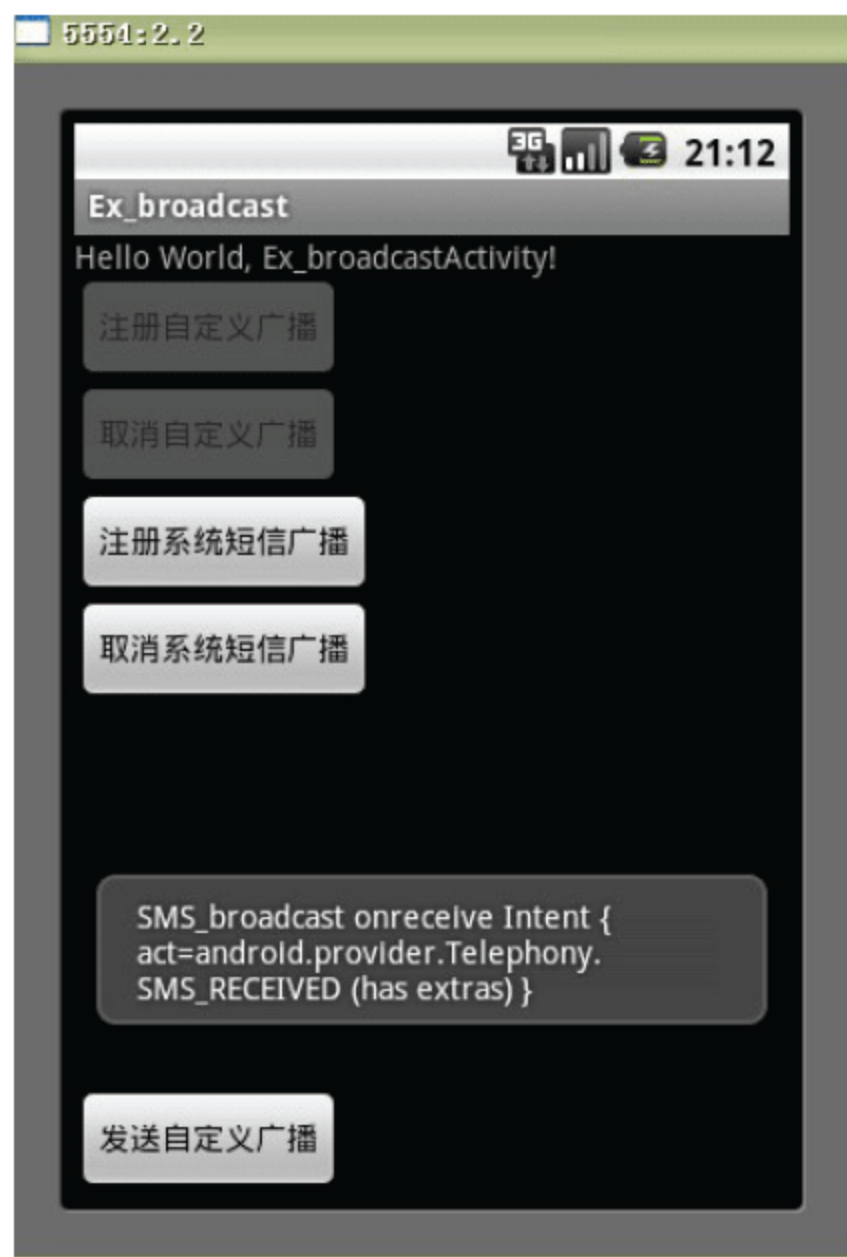 5554:2.2
3G 21:12
Ex_broadcast
Hello World, Ex_broadcastActivity!
注册自定义广播
取消自定义广播
注册系统短信广播
取消系统短信广播
SMS_broadcast onreceive Intent {
act=android.provider.Telephony.
SMS_RECEIVED (has extras) }
发送自定义广播